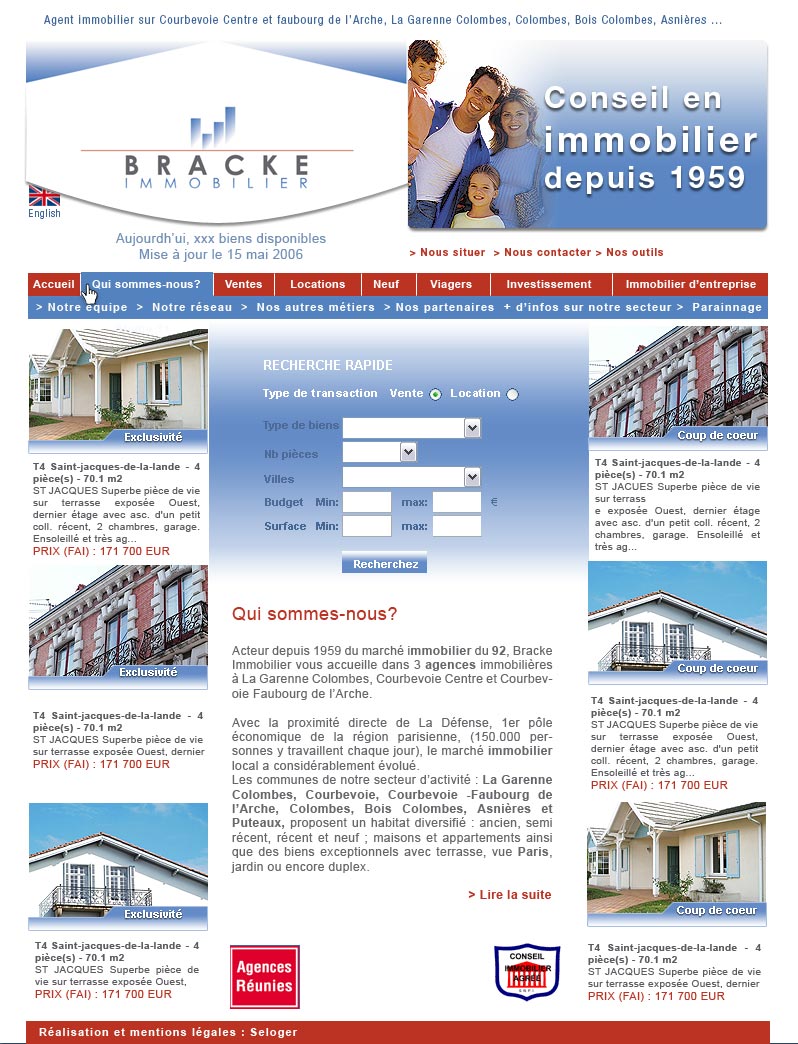 Agent immobilier sur Courbevoie Centre et faubourg de l'Arche, La Garenne Colombes, Colombes, Bois Colombes, Asnières ...
BRACKE
IMMOBILIER
English
Conseil en
immobilier
depuis 1959
Aujourd'ui, xxx biens disponibles
Mise à jour le 15 mai 2006
> Nous situer > Nous contacter > Nos outils
Accueil Qui sommes-nous? Ventes Locations Neuf Viagers Investissement Immobilier d'entreprise
> Notre équipe > Notre réseau > Nos autres métiers > Nos partenaires + d'infos sur notre secteur > Parainnage
Exclusivité
T4 Saint-jacques-de-la-lande - 4
pièce(s) - 70.1 m2
ST JACQUES Superbe pièce de vie
sur terrasse exposée Ouest,
dernier étage avec asc. d'un petit
coll. récent, 2 chambres, garage.
Ensoleillé et très ag...
PRIX (FAI) : 171 700 EUR
Exclusivité
T4 Saint-jacques-de-la-lande - 4
pièce(s) - 70.1 m2
ST JACQUES Superbe pièce de vie
sur terrasse exposée Ouest, dernier
PRIX (FAI) : 171 700 EUR
Exclusivité
T4 Saint-jacques-de-la-lande - 4
pièce(s) - 70.1 m2
ST JACQUES Superbe pièce de
vie sur terrasse exposée Ouest,
PRIX (FAI) : 171 700 EUR
RECHERCHE RAPIDE
Type de transaction Vente Location
Type de biens
Nb pièces
Villes
Budget Min: max: €
Surface Min: max:
Recherchez
Qui sommes-nous?
Acteur depuis 1959 du marché immobilier du 92, Bracke
Immobilier vous accueille dans 3 agences immobilières
à La Garenne Colombes, Courbevoie Centre et Courbev-
oie Faubourg de l'Arche.
Avec la proximité directe de La Défense, 1er pôle
économique de la région parisienne, (150.000 per-
sonnes y travaillent chaque jour), le marché immobilier
local a considérablement évolué.
Les communes de notre secteur d'activité : La Garenne
Colombes, Courbevoie, Courbevoie -Faubourg de
l'Arche, Colombes, Bois Colombes, Asnières et
Puteaux, proposent un habitat diversifié : ancien, semi
récent, récent et neuf ; maisons et appartements ainsi
que des biens exceptionnels avec terrasse, vue Paris,
jardin ou encore duplex.
> Lire la suite
Agences
Réunies
CONSEIL
IMMOBILIER
AGRÉÉ
SNPI
Coup de coeur
T4 Saint-jacques-de-la-lande - 4
pièce(s) - 70.1 m2
ST JACUES Superbe pièce de vie
sur terrass
e exposée Ouest, dernier étage
avec asc. d'un petit coll. récent, 2
chambres, garage. Ensoleillé et
très ag...
Coup de coeur
T4 Saint-jacques-de-la-lande - 4
pièce(s) - 70.1 m2
ST JACQUES Superbe pièce de vie
sur terrasse exposée Ouest,
dernier étage avec asc. d'un petit
coll. récent, 2 chambres, garage.
Ensoleillé et très ag...
PRIX (FAI) : 171 700 EUR
Coup de coeur
T4 Saint-jacques-de-la-lande - 4
pièce(s) - 70.1 m2
ST JACQUES Superbe pièce de vie
sur terrasse exposée Ouest, dernier
PRIX (FAI) : 171 700 EUR
Réalisation et mentions légales : Seloger